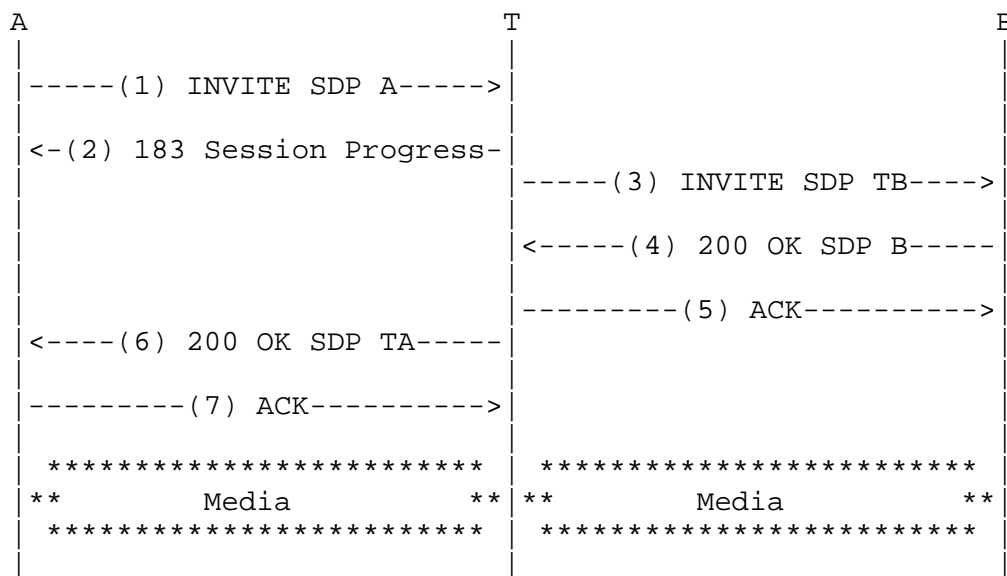 A T B
-----(1) INVITE SDP A----->
<-(2) 183 Session Progress-
-----(3) INVITE SDP TB---->
<-----(4) 200 OK SDP B-----
---------(5) ACK---------->
<----(6) 200 OK SDP TA-----
---------(7) ACK---------->
************************* *************************
** Media ** ** Media **
************************* *************************